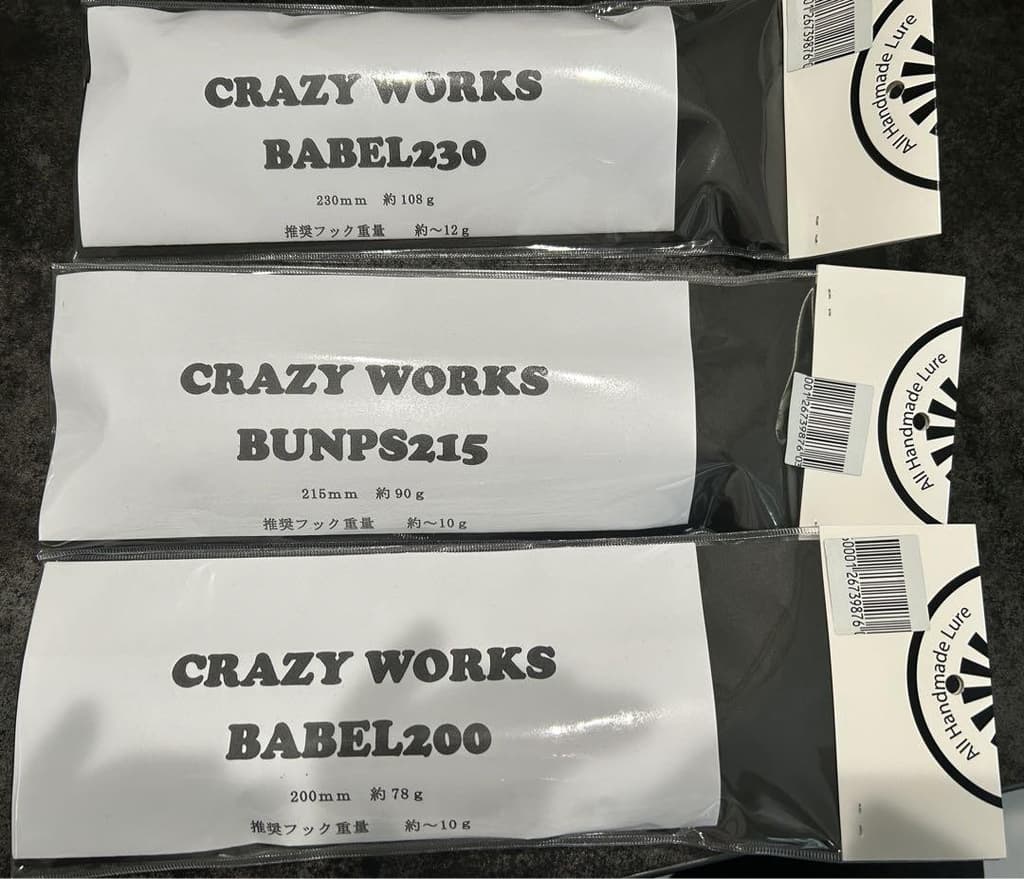 CRAZY WORKS
BABEL230
230mm 約108g
推奨フック重量 約～12g
All Handmade Lure
CRAZY WORKS
BUNPS215
215mm 約90g
推奨フック重量 約～10g
All Handmade Lure
CRAZY WORKS
BABEL200
200mm 約78g
推奨フック重量 約～10g
All Handmade Lure